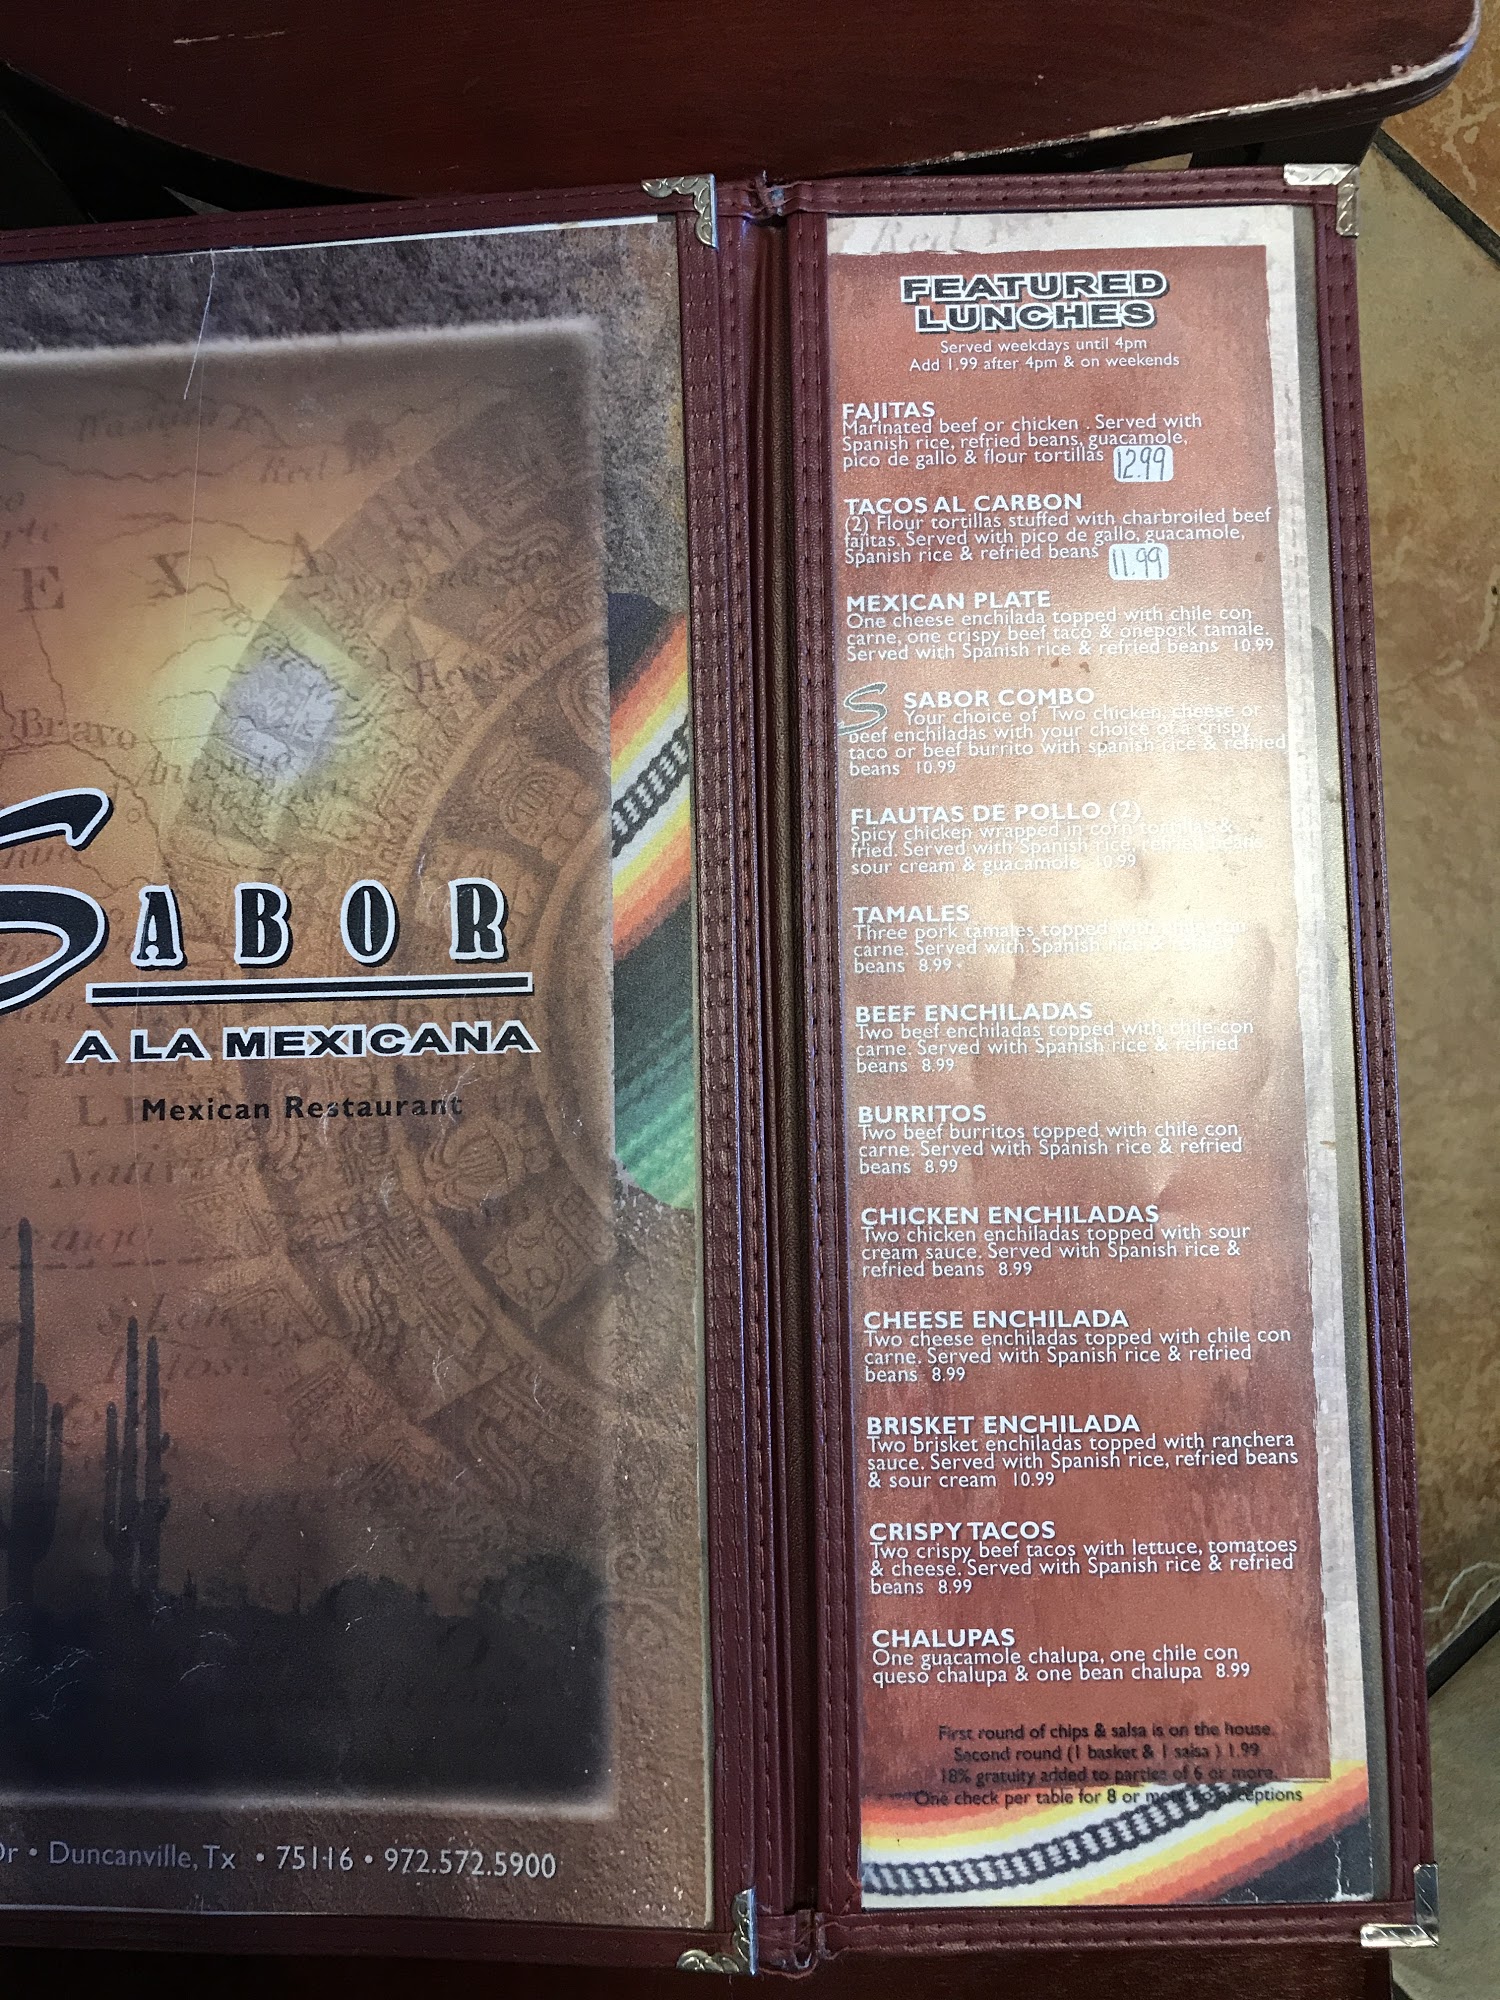 SABOR
A LA MEXICANA
Mexican Restaurant
Dr • Duncanville, Tx • 75116 • 972.572.5900
FEATURED
LUNCHES
Served weekdays until 4pm
Add 1.99 after 4pm & on weekends
FAJITAS
Marinated beef or chicken . Served with
Spanish rice, refried beans, guacamole,
pico de gallo & flour tortillas 12.99
TACOS AL CARBON
(2) Flour tortillas stuffed with charbroiled beef
fajitas. Served with pico de gallo, guacamole,
Spanish rice & refried beans 11.99
MEXICAN PLATE
One cheese enchilada topped with chile con
carne, one crispy beef taco & onepork tamale.
Served with Spanish rice & refried beans 10.99
S SABOR COMBO
Your choice of Two chicken, cheese or
beef enchiladas with your choice of a crispy
taco or beef burrito with spanish rice & refried
beans 10.99
FLAUTAS DE POLLO (2)
Spicy chicken wrapped in corn tortillas &
fried. Served with Spanish rice, refried beans,
sour cream & guacamole 10.99
TAMALES
Three pork tamales topped with chile con
carne. Served with Spanish rice &
beans 8.99
BEEF ENCHILADAS
Two beef enchiladas topped with chile con
carne. Served with Spanish rice & refried
beans 8.99
BURRITOS
Two beef burritos topped with chile con
carne. Served with Spanish rice & refried
beans 8.99
CHICKEN ENCHILADAS
Two chicken enchiladas topped with sour
cream sauce. Served with Spanish rice &
refried beans 8.99
CHEESE ENCHILADA
Two cheese enchiladas topped with chile con
carne. Served with Spanish rice & refried
beans 8.99
BRISKET ENCHILADA
Two brisket enchiladas topped with ranchera
sauce. Served with Spanish rice, refried beans
& sour cream 10.99
CRISPY TACOS
Two crispy beef tacos with lettuce, tomatoes
& cheese. Served with Spanish rice & refried
beans 8.99
CHALUPAS
One guacamole chalupa, one chile con
queso chalupa & one bean chalupa 8.99
First round of chips & salsa is on the house.
Second round (1 basket & 1 salsa ) 1.99
18% gratuity added to parties of 6 or more.
One check per table for 8 or more no exceptions